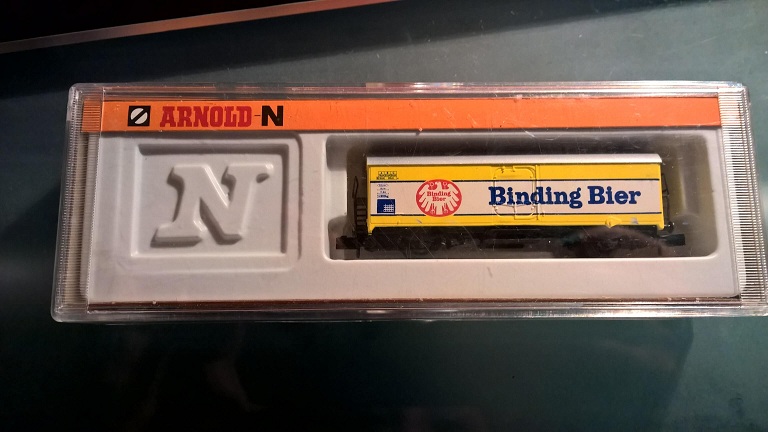 ARNOLD-N
N
Binding
Bier
Binding Bier